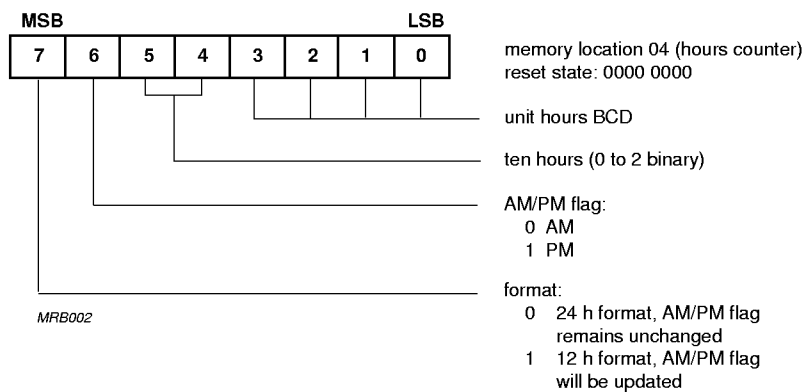 MSB LSB
7 6 5 4 3 2 1 0
memory location 04 (hours counter)
reset state: 0000 0000
unit hours BCD
ten hours (0 to 2 binary)
AM/PM flag:
0 AM
1 PM
format:
0 24 h format, AM/PM flag
remains unchanged
1 12 h format, AM/PM flag
will be updated
MRB002